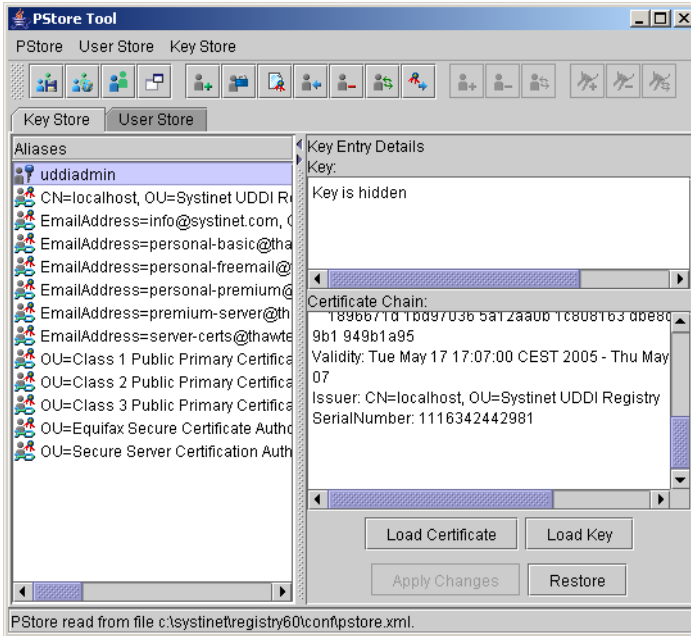 PStore Tool
PStore User Store Key Store
Key Store User Store
Aliases
uddiadmin
CN=localhost, OU=Systinet UDDI R
EmailAddress=info@systinet.com, 
EmailAddress=personal-basic@tha
EmailAddress=personal-freemail@
EmailAddress=personal-premium@
EmailAddress=premium-server@th
EmailAddress=server-certs@thawte
OU=Class 1 Public Primary Certifica
OU=Class 2 Public Primary Certifica
OU=Class 3 Public Primary Certifica
OU=Equifax Secure Certificate Autho
OU=Secure Server Certification Auth
Key Entry Details
Key:
Key is hidden
Certificate Chain:
1896671d 1bd97036 5a12aa0b 1c808163 dbe8c
9b1 949b1a95
Validity: Tue May 17 17:07:00 CEST 2005 - Thu May
07
Issuer: CN=localhost, OU=Systinet UDDI Registry
SerialNumber: 1116342442981
Load Certificate Load Key
Apply Changes Restore
PStore read from file c:\systinet\registry60\conf\pstore.xml.